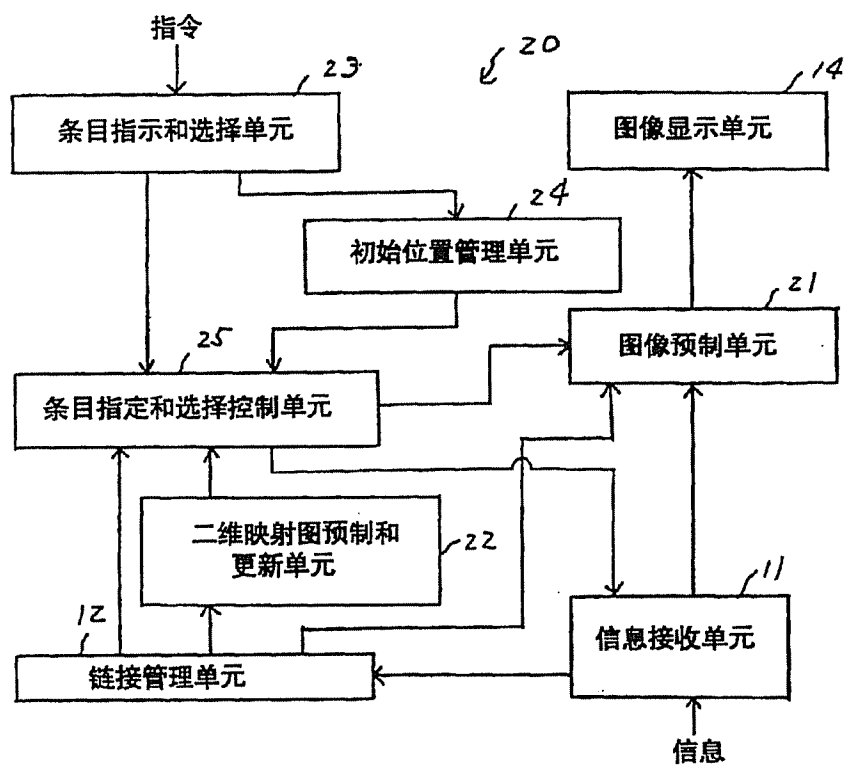 指令
20
23
条目指示和选择单元
14
图像显示单元
24
初始位置管理单元
21
图像预制单元
25
条目指定和选择控制单元
二维映射图预制和
更新单元
22
12
链接管理单元
11
信息接收单元
信息